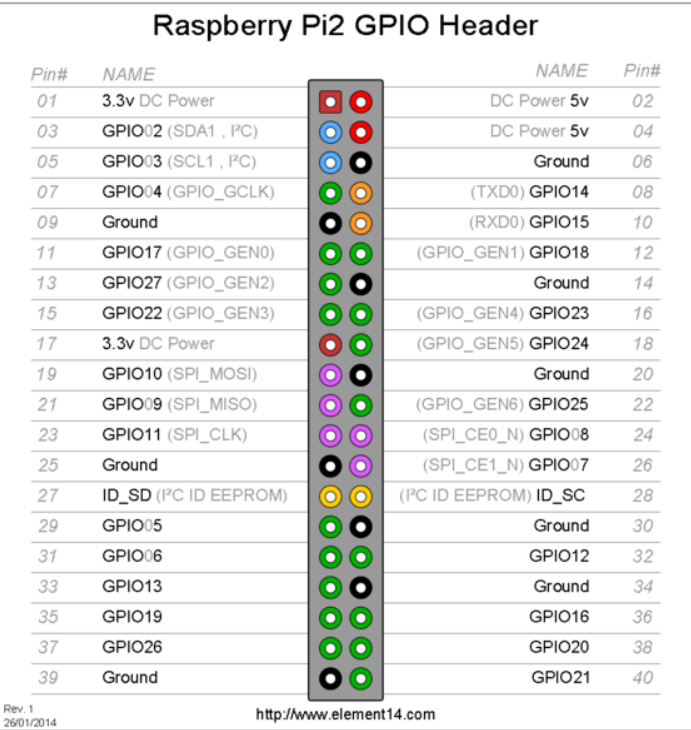 Raspberry Pi2 GPIO Header
Pin# NAME NAME Pin#
01 3.3v DC Power DC Power 5v 02
03 GPIO02 (SDA1 , I²C) DC Power 5v 04
05 GPIO03 (SCL1 , I²C) Ground 06
07 GPIO04 (GPIO_GCLK) (TXD0) GPIO14 08
09 Ground (RXD0) GPIO15 10
11 GPIO17 (GPIO_GEN0) (GPIO_GEN1) GPIO18 12
13 GPIO27 (GPIO_GEN2) Ground 14
15 GPIO22 (GPIO_GEN3) (GPIO_GEN4) GPIO23 16
17 3.3v DC Power (GPIO_GEN5) GPIO24 18
19 GPIO10 (SPI_MOSI) Ground 20
21 GPIO09 (SPI_MISO) (GPIO_GEN6) GPIO25 22
23 GPIO11 (SPI_CLK) (SPI_CE0_N) GPIO08 24
25 Ground (SPI_CE1_N) GPIO07 26
27 ID_SD (I²C ID EEPROM) (I²C ID EEPROM) ID_SC 28
29 GPIO05 Ground 30
31 GPIO06 GPIO12 32
33 GPIO13 Ground 34
35 GPIO19 GPIO16 36
37 GPIO26 GPIO20 38
39 Ground GPIO21 40
Rev. 1
26/01/2014
http://www.element14.com